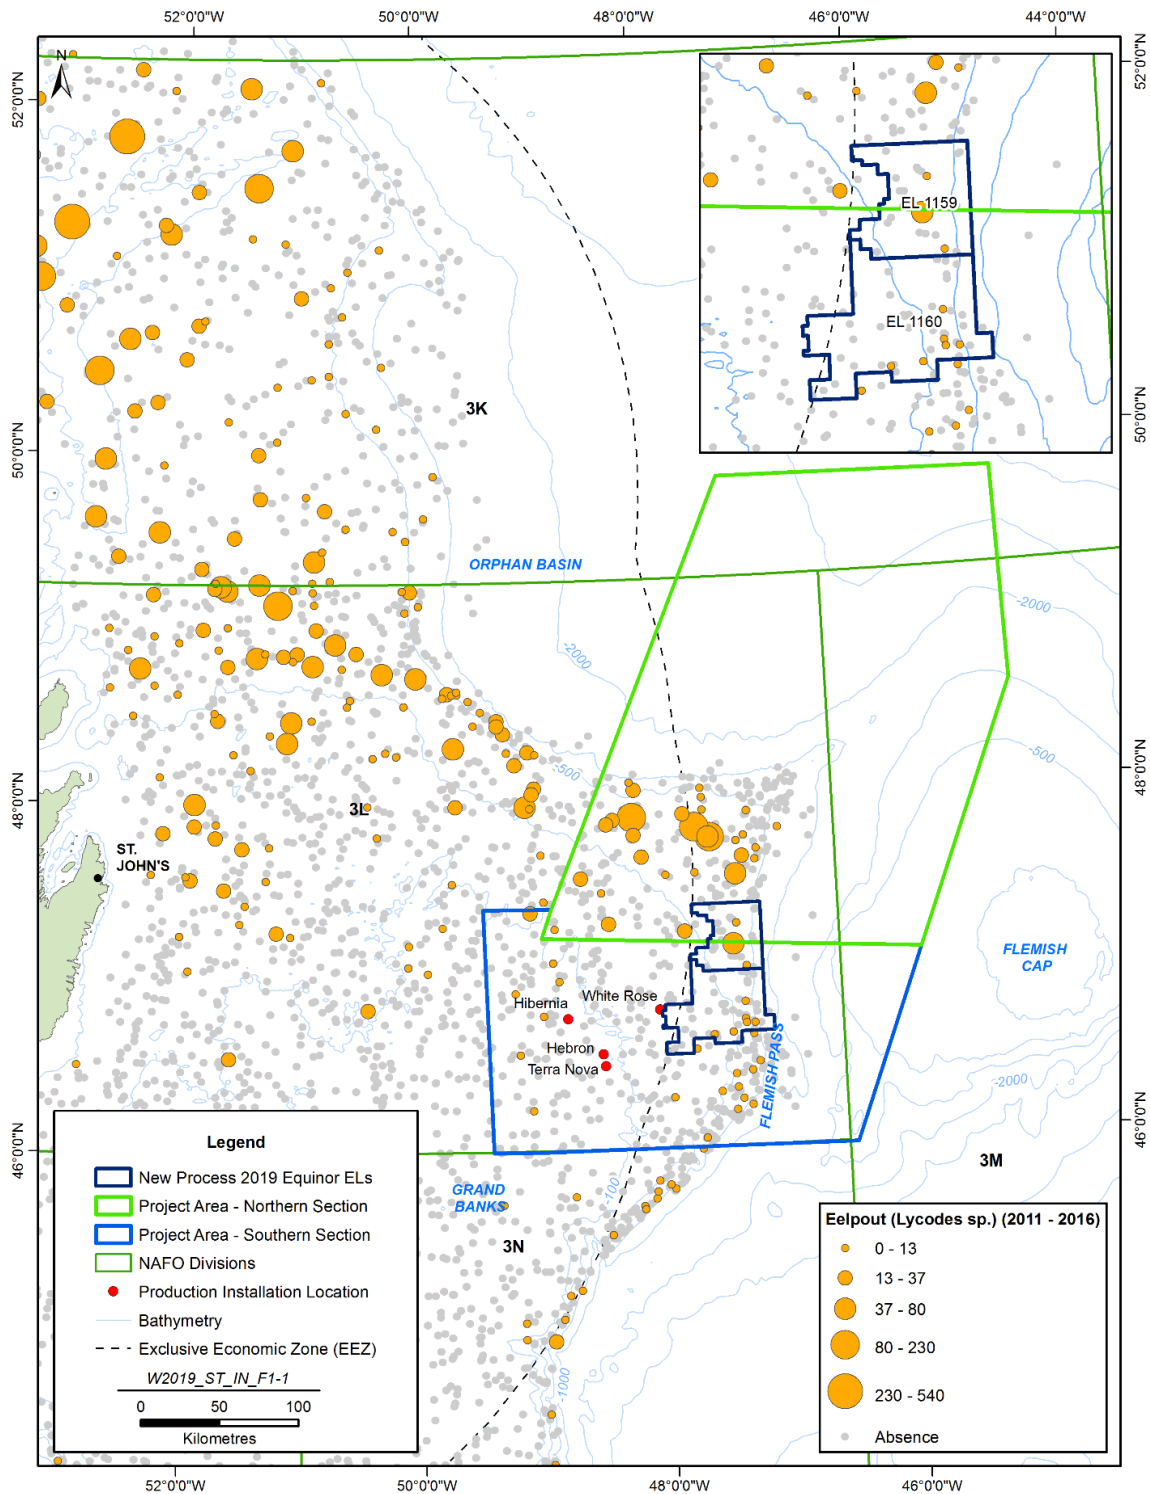 52°0'0"W
50°0'0"W
48°0'0"W
46°0'0"W
44°0'0"W
52°0'0"N
50°0'0"N
48°0'0"N
46°0'0"N
52°0'0"N
50°0'0"N
48°0'0"N
46°0'0"N
N
EL 1159
EL 1160
3K
ORPHAN BASIN
-2000
-2000
-500
-500
3L
ST.
JOHN'S
FLEMISH
CAP
White Rose
Hibernia
Hebron
Terra Nova
FLEMISH PASS
-2000
3M
GRAND
BANKS
-100
3N
-1000
Legend
New Process 2019 Equinor ELs
Project Area - Northern Section
Project Area - Southern Section
NAFO Divisions
Production Installation Location
Bathymetry
Exclusive Economic Zone (EEZ)
W2019_ST_IN_F1-1
0 50 100
Kilometres
Eelpout (Lycodes sp.) (2011 - 2016)
0 - 13
13 - 37
37 - 80
80 - 230
230 - 540
Absence
52°0'0"W
50°0'0"W
48°0'0"W
46°0'0"W